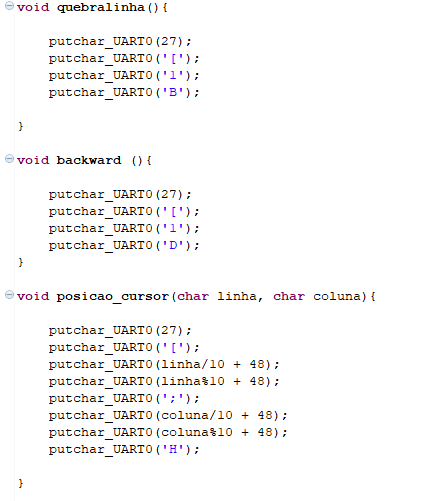 void quebralinha(){
putchar_UART0(27);
putchar_UART0('[');
putchar_UART0('1');
putchar_UART0('B');
}
void backward (){
putchar_UART0(27);
putchar_UART0('[');
putchar_UART0('1');
putchar_UART0('D');
}
void posicao_cursor(char linha, char coluna){
putchar_UART0(27);
putchar_UART0('[');
putchar_UART0(linha/10 + 48);
putchar_UART0(linha%10 + 48);
putchar_UART0(';');
putchar_UART0(coluna/10 + 48);
putchar_UART0(coluna%10 + 48);
putchar_UART0('H');
}